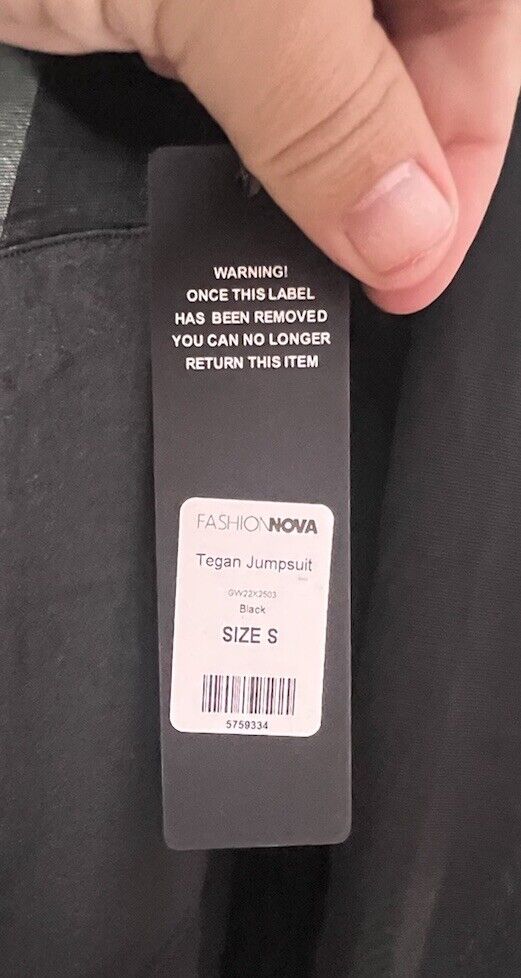 WARNING!
ONCE THIS LABEL
HAS BEEN REMOVED
YOU CAN NO LONGER
RETURN THIS ITEM
FASHIONNOVA
Tegan Jumpsuit
GW22X2503
Black
SIZE S
5759334